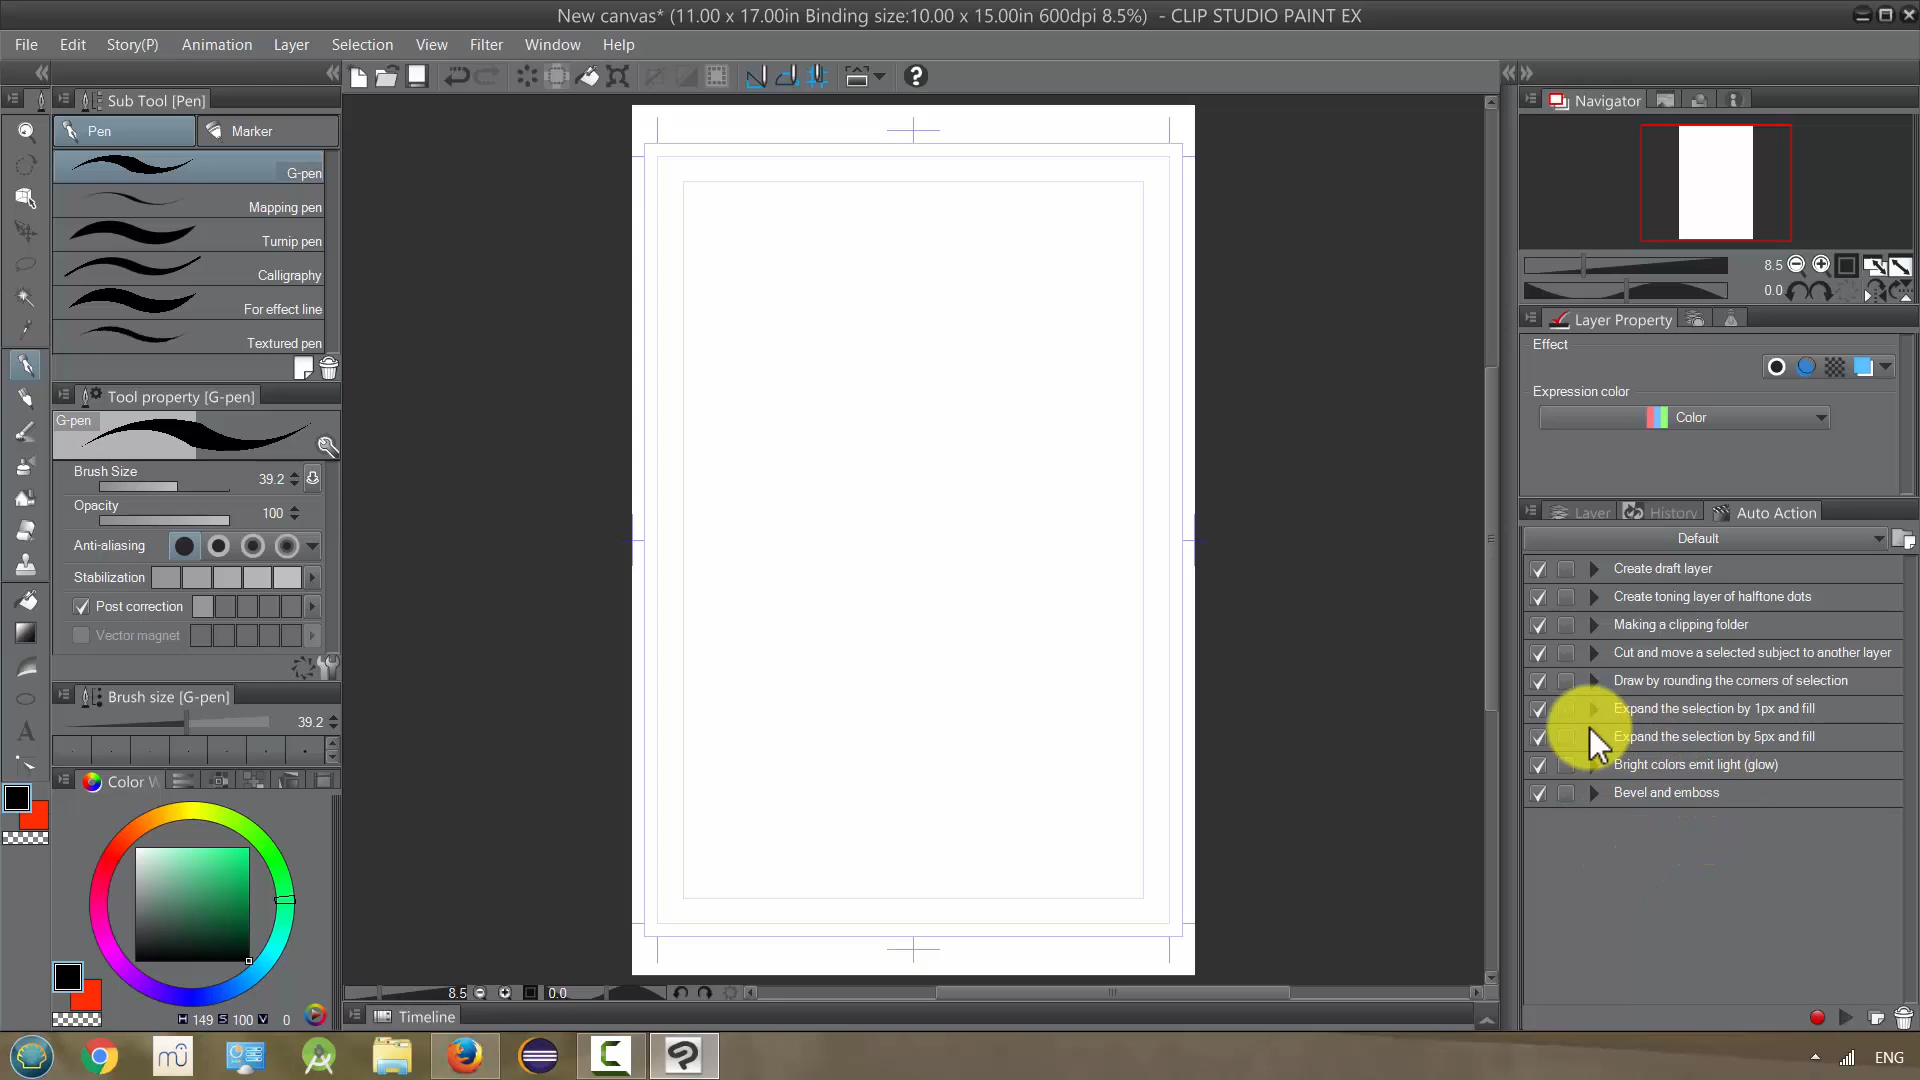 New canvas* (11.00 x 17.00in Binding size:10.00 x 15.00in 600dpi 8.5%)  - CLIP STUDIO PAINT EX
File Edit Story(P) Animation Layer Selection View Filter Window Help
Sub Tool [Pen]
Pen
Marker
G-pen
Mapping pen
Turnip pen
Calligraphy
For effect line
Textured pen
Tool property [G-pen]
G-pen
Brush Size 39.2
Opacity 100
Anti-aliasing
Stabilization
Post correction
Vector magnet
Brush size [G-pen]
39.2
Color W
H 149 S 100 V 0
8.5 0.0
Timeline
Navigator
8.5
0.0
Layer Property
Effect
Expression color
Color
Layer History Auto Action
Default
Create draft layer
Create toning layer of halftone dots
Making a clipping folder
Cut and move a selected subject to another layer
Draw by rounding the corners of selection
Expand the selection by 1px and fill
Expand the selection by 5px and fill
Bright colors emit light (glow)
Bevel and emboss
ENG